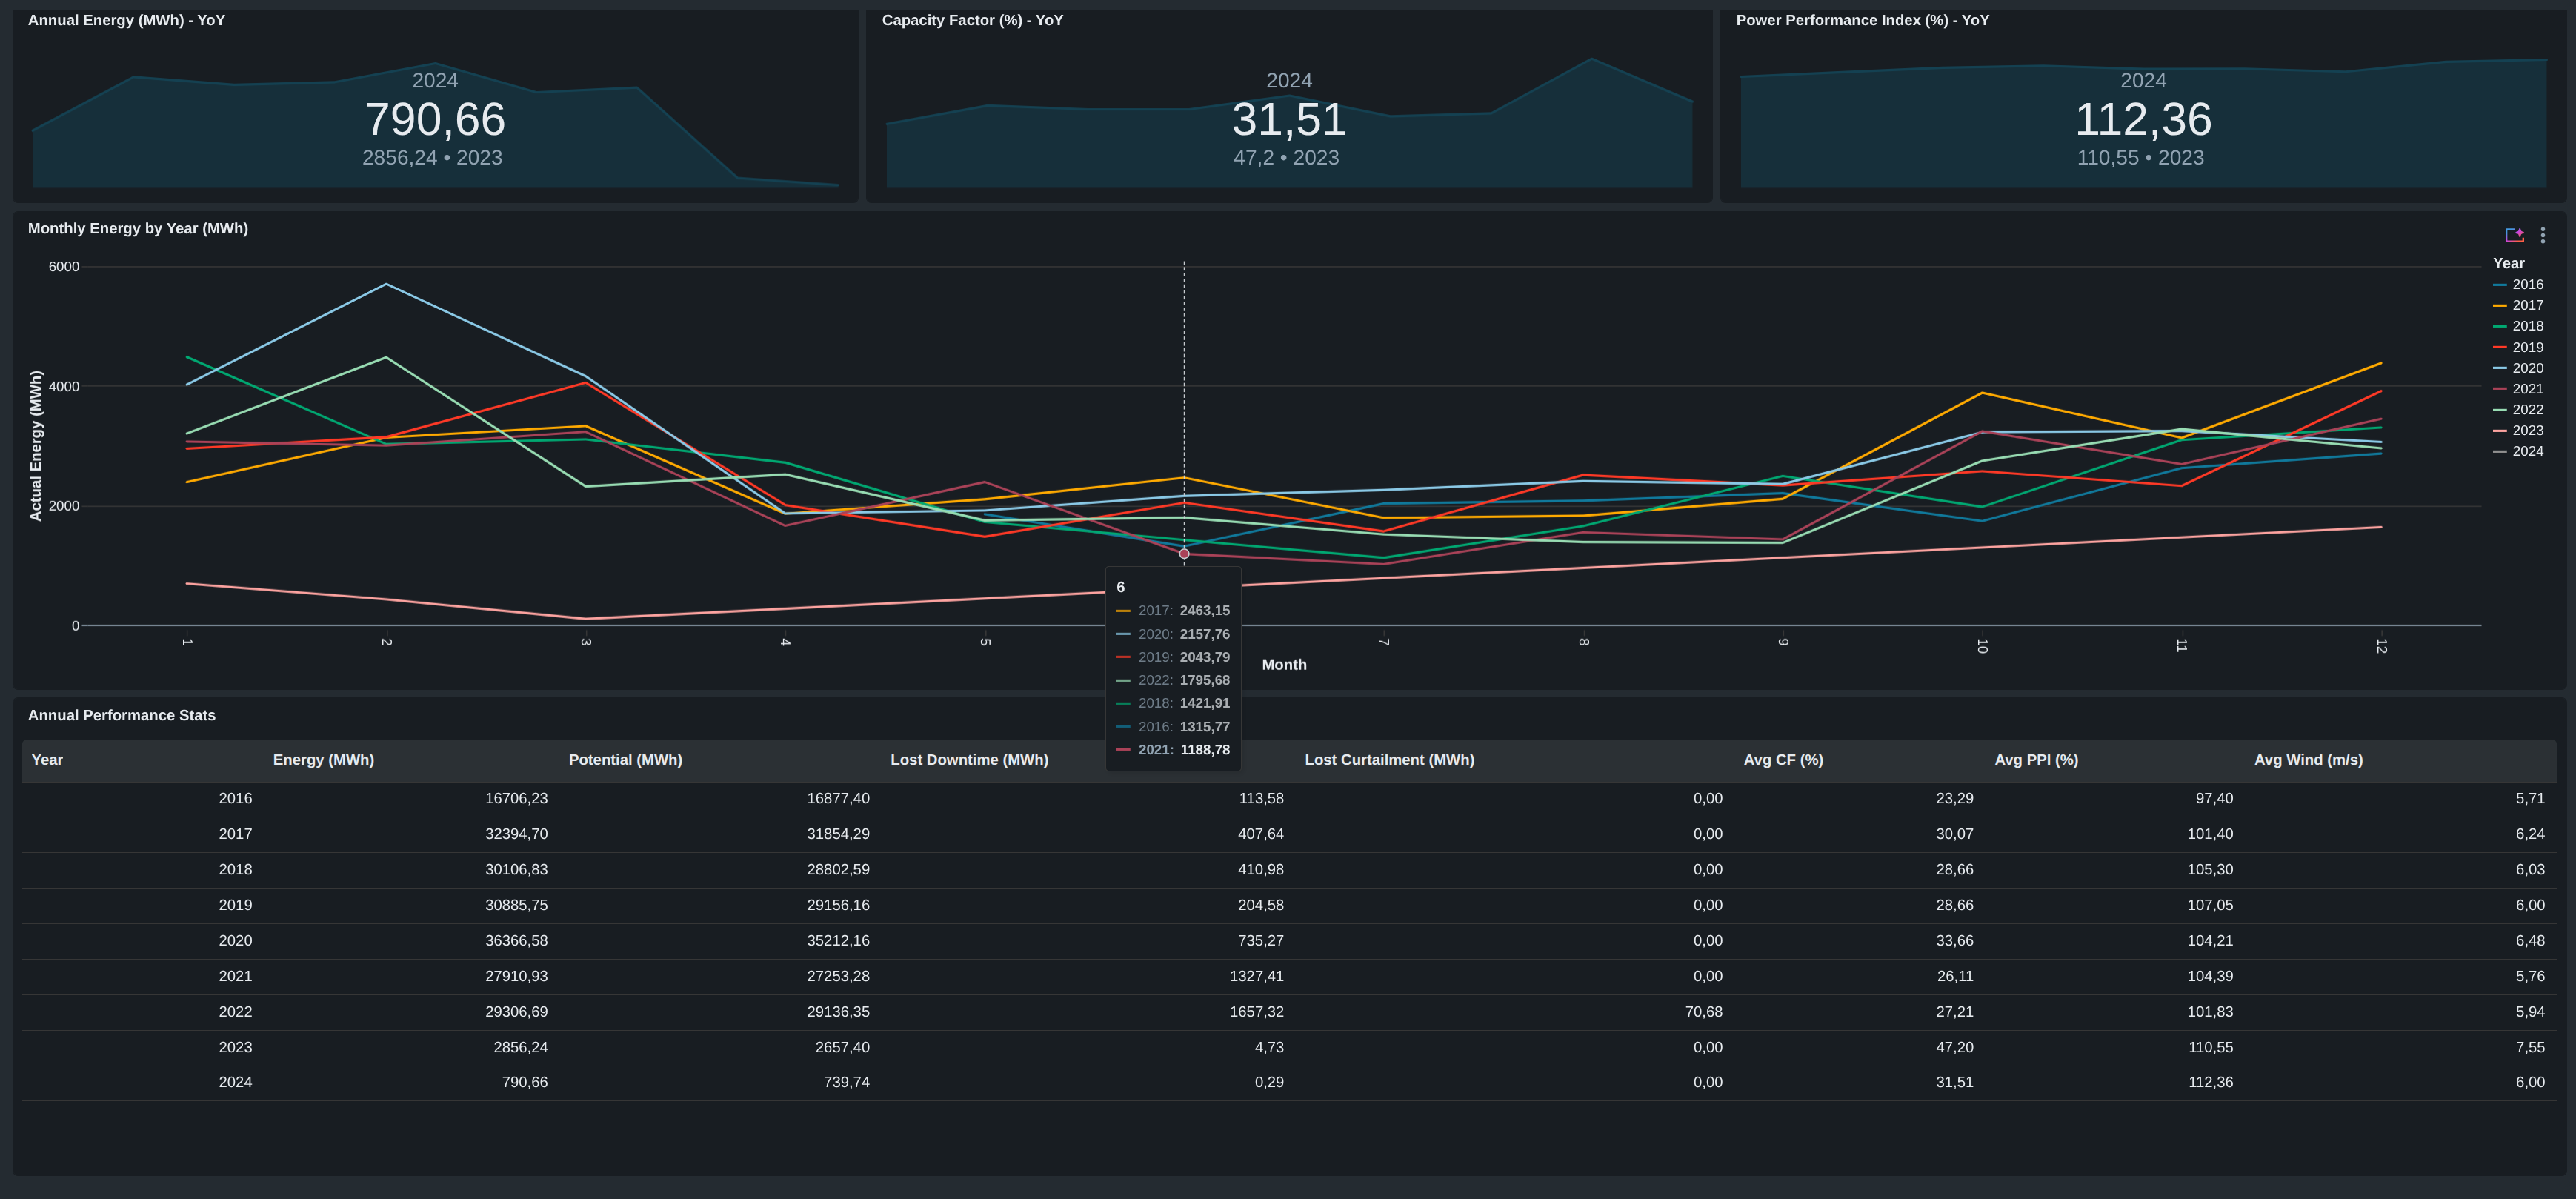 Annual Energy (MWh) - YoY
2024
790,66
2856,24 • 2023
Capacity Factor (%) - YoY
2024
31,51
47,2 • 2023
Power Performance Index (%) - YoY
2024
112,36
110,55 • 2023
Monthly Energy by Year (MWh)
Actual Energy (MWh)
6000
4000
2000
0
1 2 3 4 5 7 8 9 10 11 12
Month
Year
2016
2017
2018
2019
2020
2021
2022
2023
2024
6
2017: 2463,15
2020: 2157,76
2019: 2043,79
2022: 1795,68
2018: 1421,91
2016: 1315,77
2021: 1188,78
Annual Performance Stats
Year Energy (MWh) Potential (MWh) Lost Downtime (MWh) Lost Curtailment (MWh) Avg CF (%) Avg PPI (%) Avg Wind (m/s)
2016 16706,23 16877,40 113,58 0,00 23,29 97,40 5,71
2017 32394,70 31854,29 407,64 0,00 30,07 101,40 6,24
2018 30106,83 28802,59 410,98 0,00 28,66 105,30 6,03
2019 30885,75 29156,16 204,58 0,00 28,66 107,05 6,00
2020 36366,58 35212,16 735,27 0,00 33,66 104,21 6,48
2021 27910,93 27253,28 1327,41 0,00 26,11 104,39 5,76
2022 29306,69 29136,35 1657,32 70,68 27,21 101,83 5,94
2023 2856,24 2657,40 4,73 0,00 47,20 110,55 7,55
2024 790,66 739,74 0,29 0,00 31,51 112,36 6,00